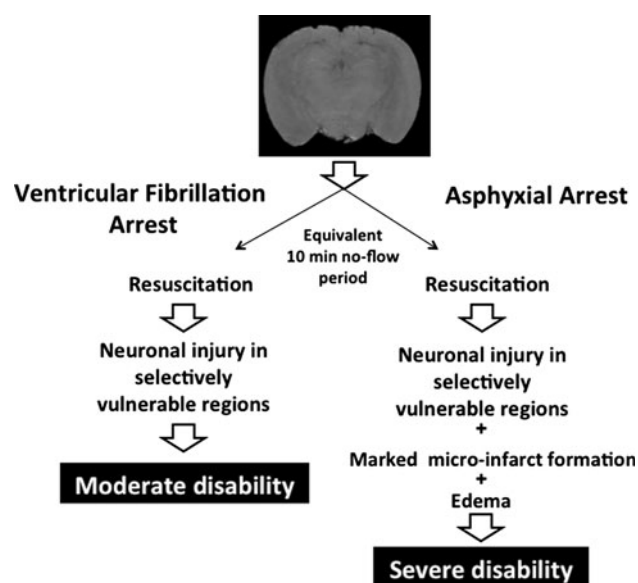 Ventricular Fibrillation
Arrest
Asphyxial Arrest
Equivalent
10 min no-flow
period
Resuscitation
Neuronal injury in
selectively
vulnerable regions
Moderate disability
Resuscitation
Neuronal injury in
selectively
vulnerable regions
+
Marked micro-infarct formation
+
Edema
Severe disability